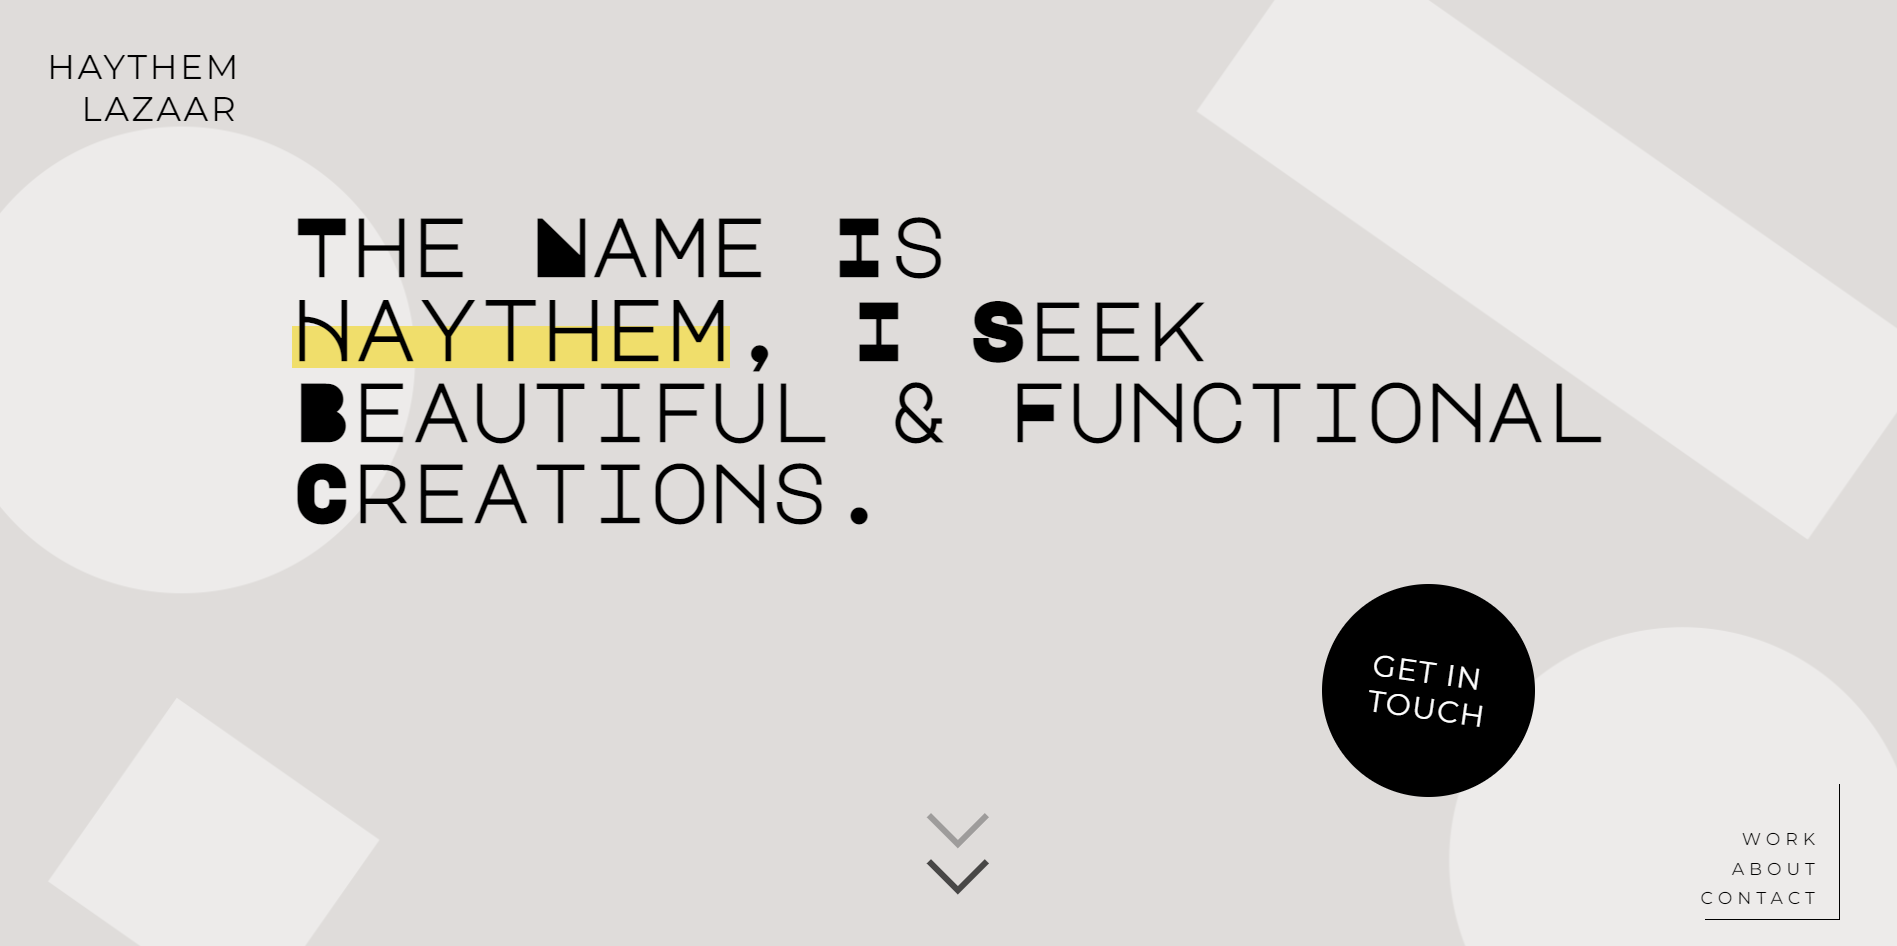 HAYTHEM
LAZAAR
THE NAME IS
HAYTHEM, I SEEK
BEAUTIFUL & FUNCTIONAL
CREATIONS.
GET IN
TOUCH
WORK
ABOUT
CONTACT